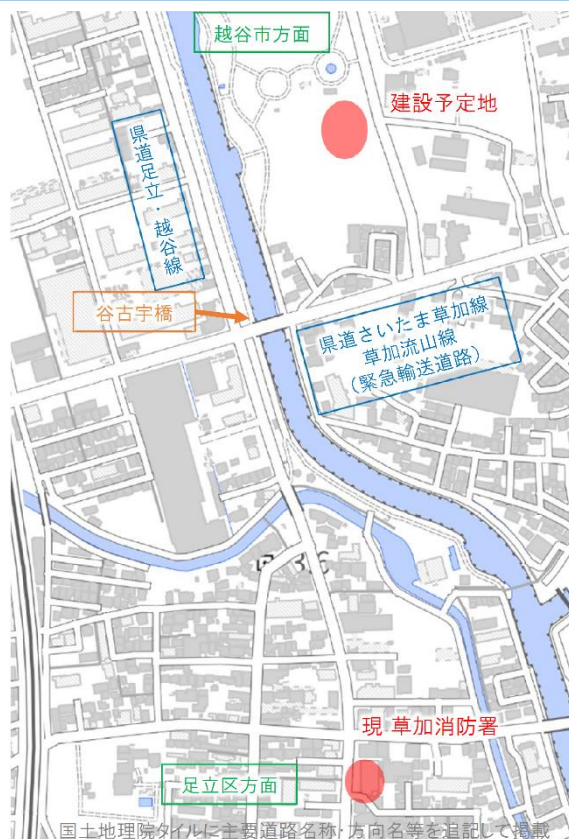 越谷市方面
建設予定地
県道足立・越谷線
谷古宇橋
県道さいたま草加線
草加流山線
(緊急輸送道路)
現 草加消防署
足立区方面
国土地理院タイルに主要道路名称・方向名等を追記して掲載